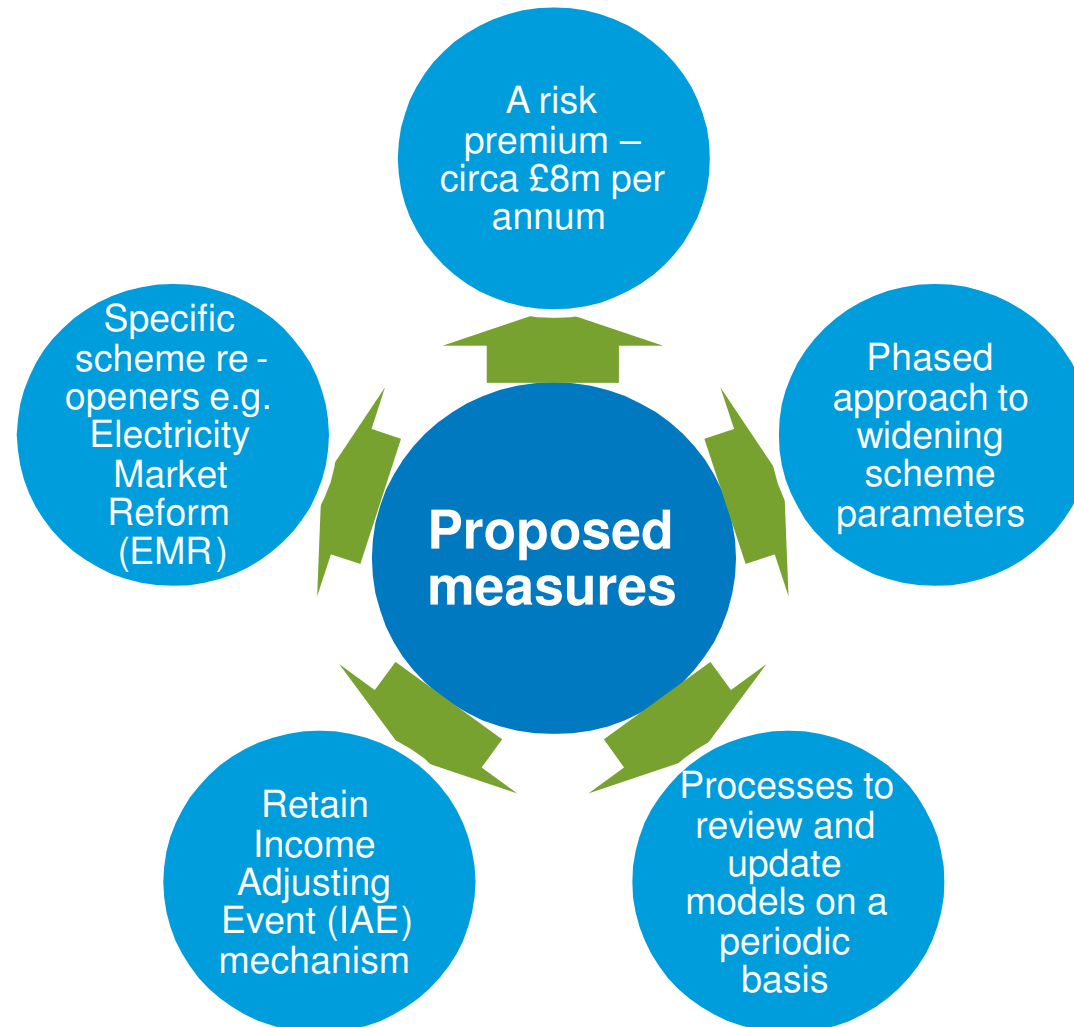 A risk
premium –
circa £8m per
annum
Specific
scheme re -
openers e.g.
Electricity
Market
Reform
(EMR)
Phased
approach to
widening
scheme
parameters
Proposed
measures
Retain
Income
Adjusting
Event (IAE)
mechanism
Processes to
review and
update
models on a
periodic
basis